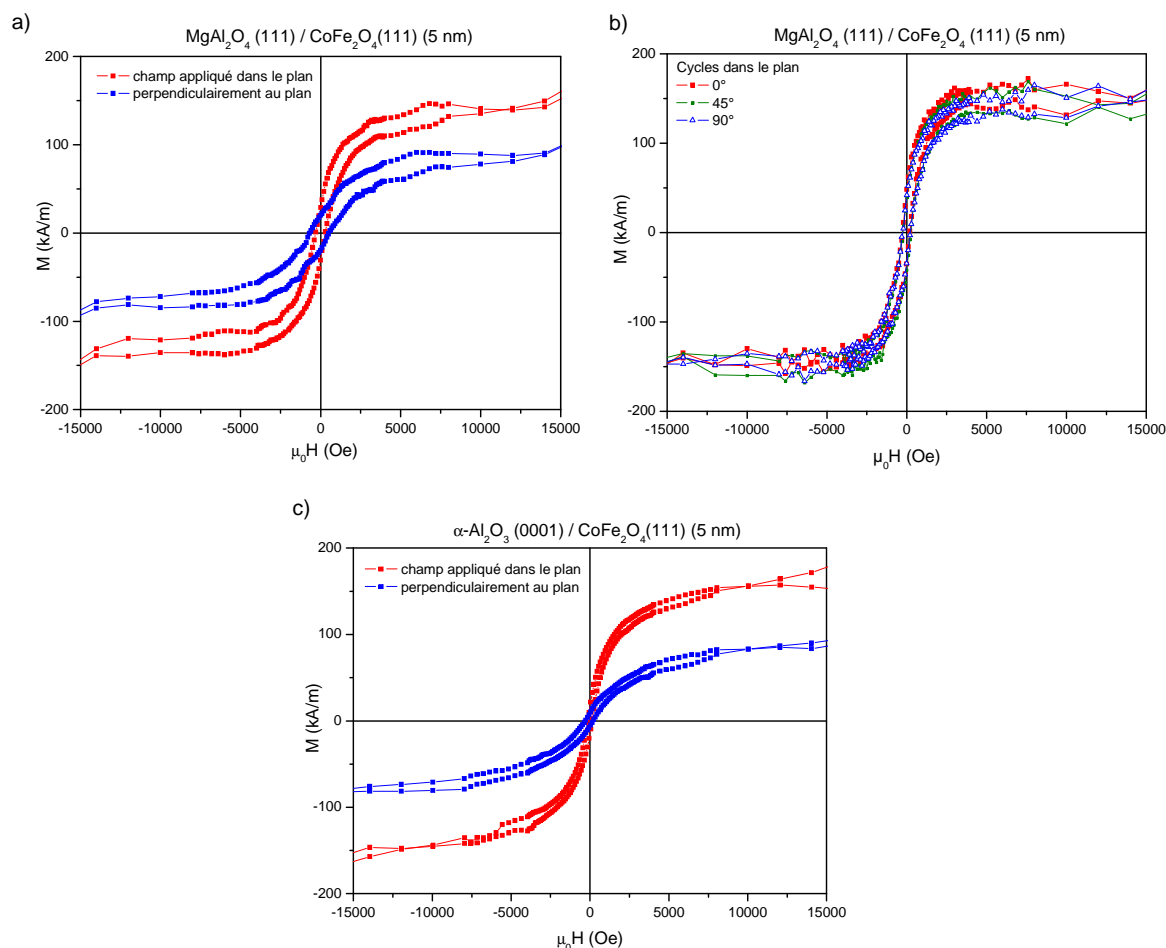 a)
MgAl₂O₄ (111) / CoFe₂O₄(111) (5 nm)
champ appliqué dans le plan
perpendiculairement au plan
M (kA/m)
200
100
0
-100
-200
-15000 -10000 -5000 0 5000 10000 15000
μ₀H (Oe)
b)
MgAl₂O₄ (111) / CoFe₂O₄ (111) (5 nm)
Cycles dans le plan
0°
45°
90°
M (kA/m)
200
100
0
-100
-200
-15000 -10000 -5000 0 5000 10000 15000
μ₀H (Oe)
c)
α-Al₂O₃ (0001) / CoFe₂O₄(111) (5 nm)
champ appliqué dans le plan
perpendiculairement au plan
M (kA/m)
200
100
0
-100
-200
-15000 -10000 -5000 0 5000 10000 15000
μ₀H (Oe)